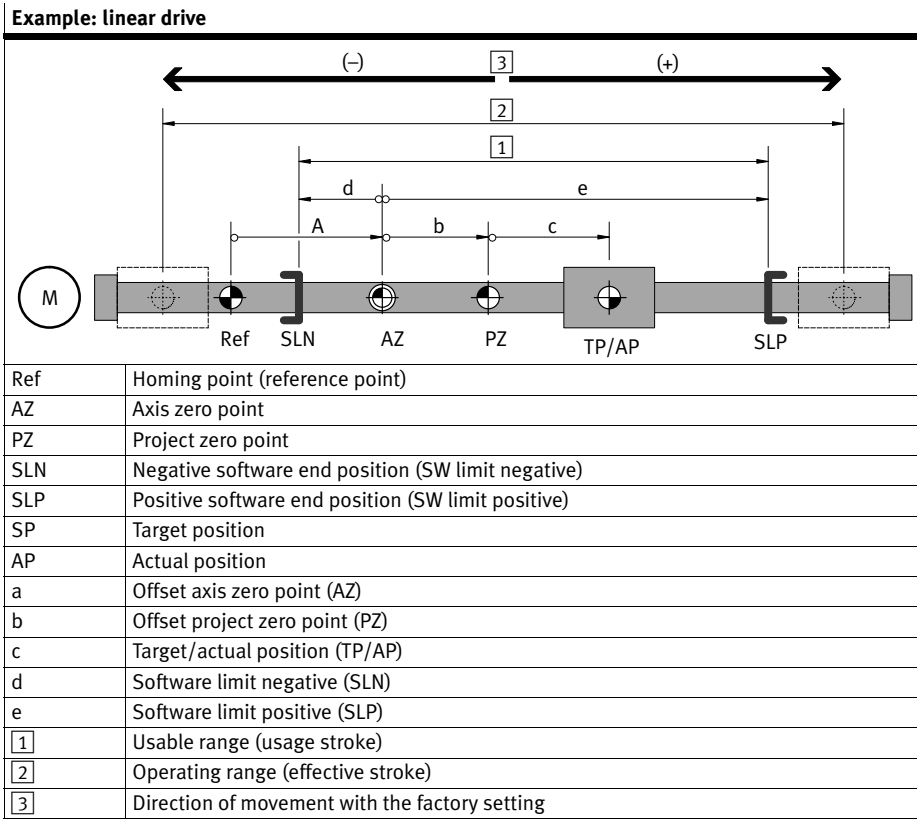 Example: linear drive
(–) 3 (+)
2
1
d e
A b c
M
Ref SLN AZ PZ TP/AP SLP
Ref Homing point (reference point)
AZ Axis zero point
PZ Project zero point
SLN Negative software end position (SW limit negative)
SLP Positive software end position (SW limit positive)
SP Target position
AP Actual position
a Offset axis zero point (AZ)
b Offset project zero point (PZ)
c Target/actual position (TP/AP)
d Software limit negative (SLN)
e Software limit positive (SLP)
1 Usable range (usage stroke)
2 Operating range (effective stroke)
3 Direction of movement with the factory setting